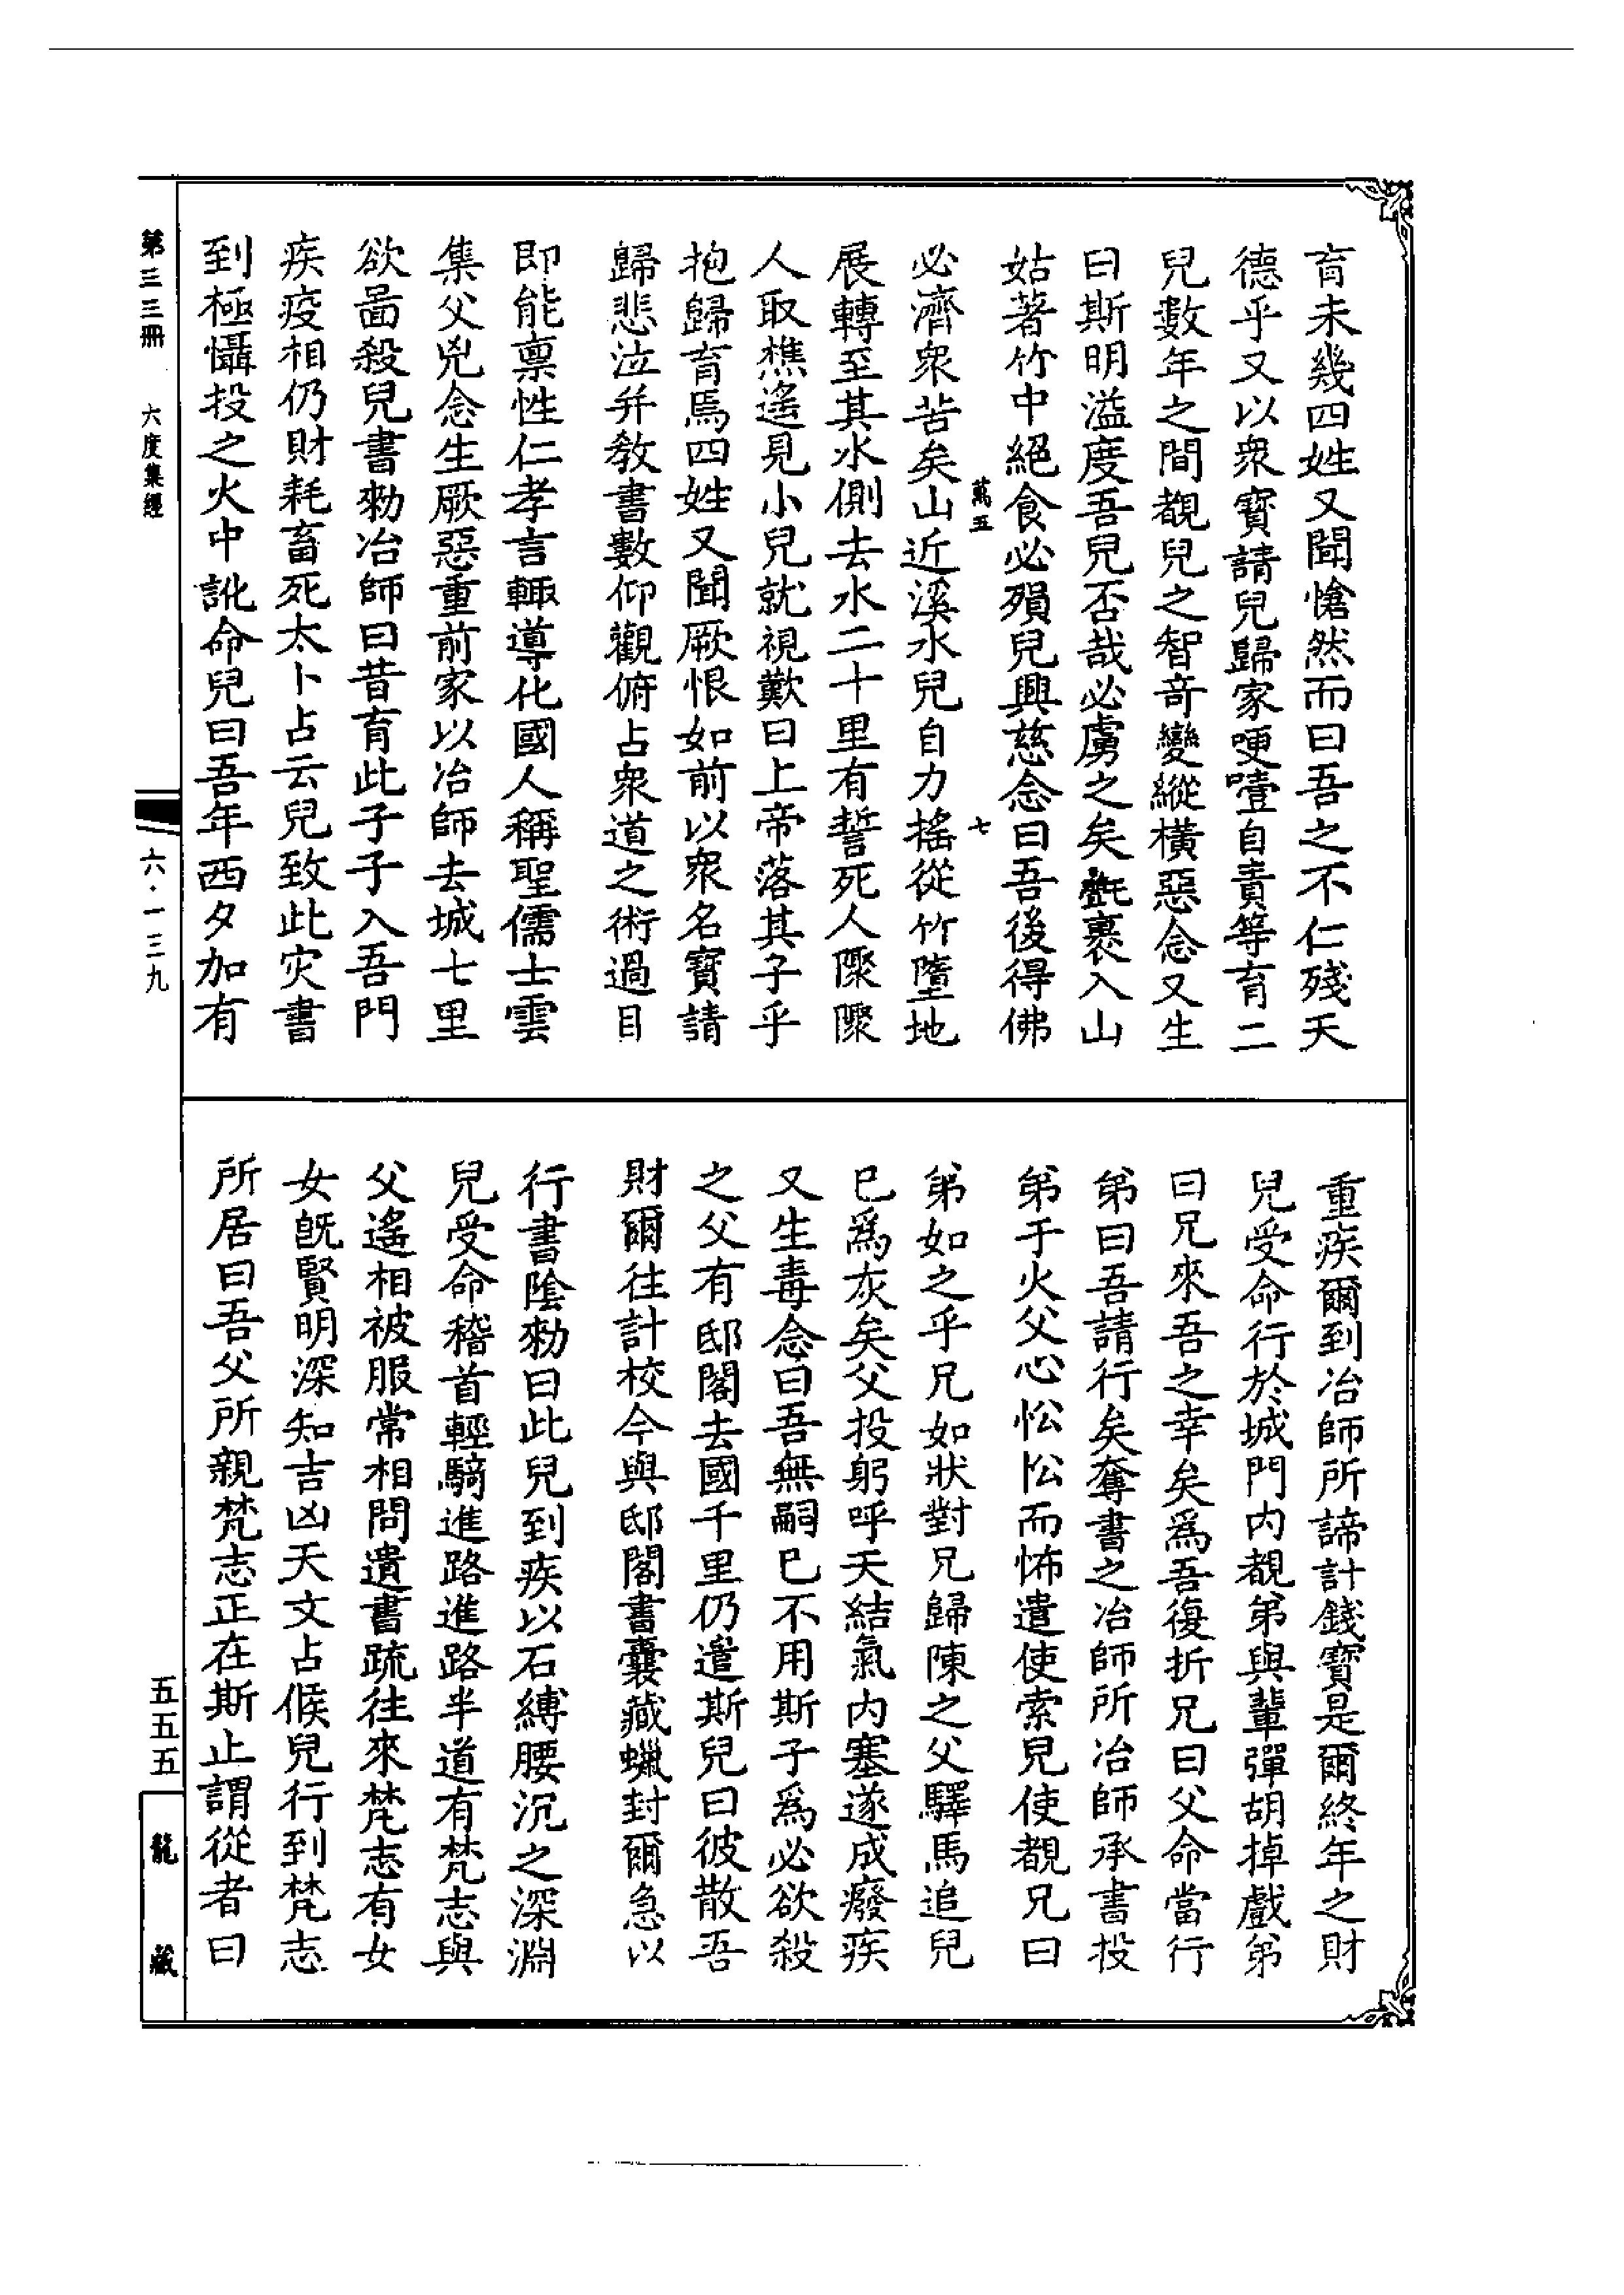 育未幾四姓又聞愴然而曰吾之不仁殘天
德乎又以衆寳請兒歸家哽噎自責等育二
兒數年之間覩兒之智奇變縱橫惡念又生
曰斯明溢度吾兒否哉必虜之矣㲲裹入山
姑著竹中絕食必殞兒興慈念曰吾後得佛
萬五
七
必濟衆苦矣山近溪水兒自力搖從竹墮地
展轉至其水側去水二十里有誓死人陳陳
人取樵遙見小兒就視歎曰上帝落其子乎
抱歸育焉四姓又聞厥恨如前以衆名寳請
歸悲泣幷教書數仰觀俯占衆道之術過目
即能禀性仁孝言輙導化國人稱聖儒士雲
集父兇念生厥惡重前家以冶師去城七里
欲啚殺兒書勑冶師曰昔育此子子入吾門
疾疫相仍財耗畜死太卜占云兒致此灾書
到極懾投之火中訛命兒曰吾年西夕加有
重疾爾到冶師所諦計錢寳是爾終年之財
兒受命行於城門内覩弟與輩彈胡掉戲弟
曰兄來吾之幸矣爲吾復折兄曰父命當行
弟曰吾請行矣奪書之冶師所冶師承書投
弟于火父心忪忪而怖遣使索兒使覩兄曰
弟如之乎兄如狀對兄歸陳之父驛馬追兒
已爲灰矣父投躬呼天結氣内塞遂成癈疾
又生毒念曰吾無嗣已不用斯子爲必欲殺
之父有邸閣去國千里仍遣斯兒曰彼散吾
財爾往計校今與邸閣書囊藏蠟封爾急以
行書陰勑曰此兒到疾以石縛腰沉之深淵
兒受命稽首輕騎進路進路半道有梵志與
父遙相被服常相問遺書疏往來梵志有女
女旣賢明深知吉凶天文占候兒行到梵志
所居曰吾父所親梵志正在斯止謂從者曰
第三三冊　六度集經
六·一三九
五五五
龍藏